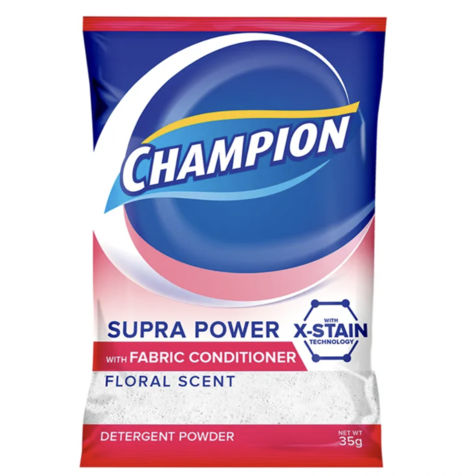 CHAMPION
SUPRA POWER
WITH
X-STAIN
TECHNOLOGY
WITH FABRIC CONDITIONER
FLORAL SCENT
DETERGENT POWDER
NET WT
35g